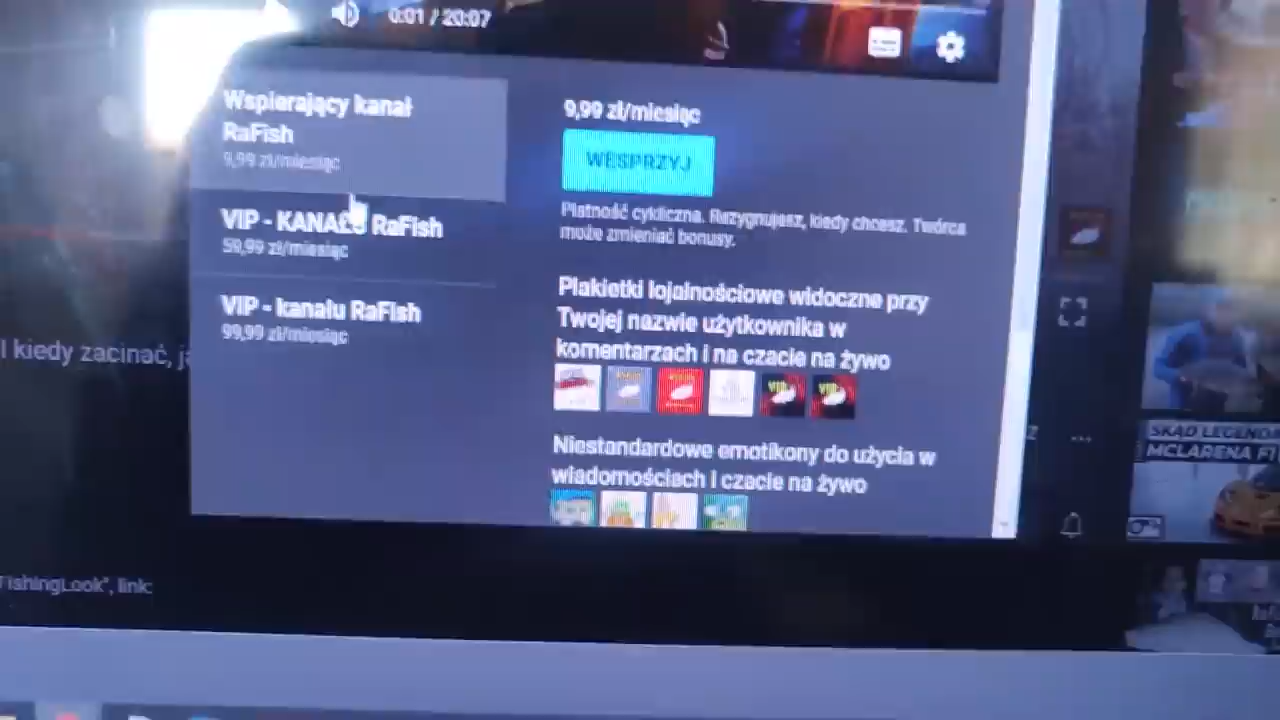 0:01 / 20:07
Wspierający kanał
RaFish
9,99 zł/miesiąc
VIP - KANAŁU RaFish
59,99 zł/miesiąc
VIP - kanału RaFish
99,99 zł/miesiąc
9,99 zł/miesiąc
WESPRZYJ
Płatność cykliczna. Rezygnujesz, kiedy chcesz. Twórca
może zmieniać bonusy.
Plakietki lojalnościowe widoczne przy
Twojej nazwie użytkownika w
komentarzach i na czacie na żywo
Niestandardowe emotikony do użycia w
wiadomościach i czacie na żywo
I kiedy zacinać,
FishingLook", link:
SKĄD LEGENDA
MCLARENA F1